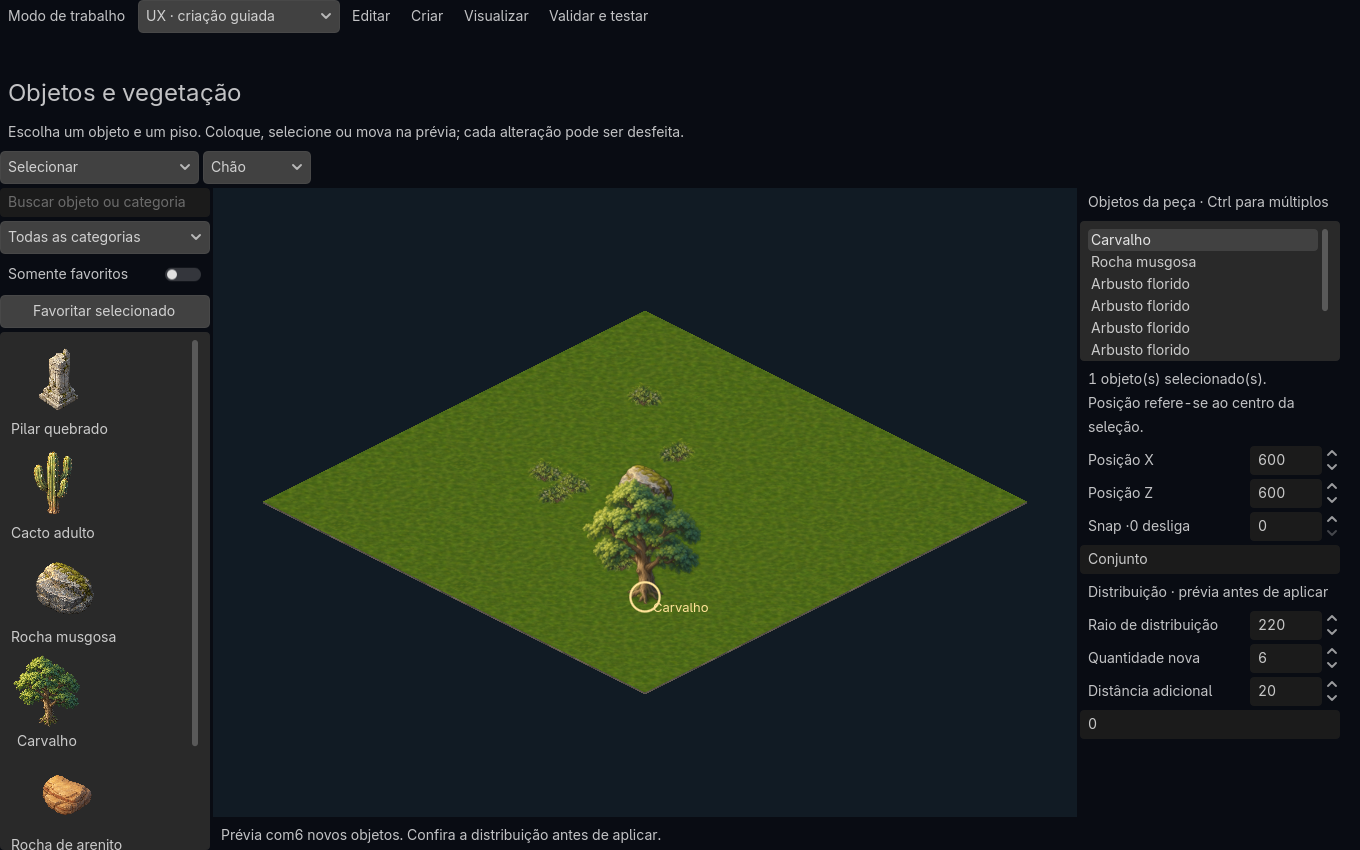 Modo de trabalho
UX · criação guiada
Editar
Criar
Visualizar
Validar e testar
Objetos e vegetação
Escolha um objeto e um piso. Coloque, selecione ou mova na prévia; cada alteração pode ser desfeita.
Selecionar
Chão
Buscar objeto ou categoria
Todas as categorias
Somente favoritos
Favoritar selecionado
Pilar quebrado
Cacto adulto
Rocha musgosa
Carvalho
Rocha de arenito
Carvalho
Prévia com6 novos objetos. Confira a distribuição antes de aplicar.
Objetos da peça · Ctrl para múltiplos
Carvalho
Rocha musgosa
Arbusto florido
Arbusto florido
Arbusto florido
Arbusto florido
1 objeto(s) selecionado(s).
Posição refere-se ao centro da
seleção.
Posição X 600
Posição Z 600
Snap ·0 desliga 0
Conjunto
Distribuição · prévia antes de aplicar
Raio de distribuição 220
Quantidade nova 6
Distância adicional 20
0